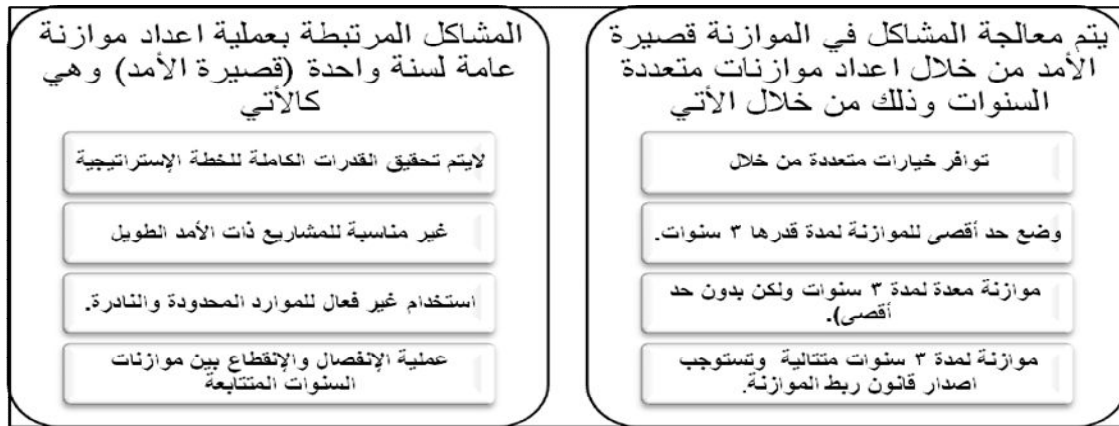 يتم معالجة المشاكل في الموازنة قصيرة
الأمد من خلال اعداد موازنات متعددة
السنوات وذلك من خلال الأتي
توافر خيارات متعددة من خلال
وضع حد أقصى للموازنة لمدة قدرها ٣ سنوات.
موازنة معدة لمدة ٣ سنوات ولكن بدون حد
أقصى).
موازنة لمدة ٣ سنوات متتالية وتستوجب
اصدار قانون ربط الموازنة.
المشاكل المرتبطة بعملية اعداد موازنة
عامة لسنة واحدة (قصيرة الأمد) وهي
كالأتي
لايتم تحقيق القدرات الكاملة للخطة الإستراتيجية
غير مناسبة للمشاريع ذات الأمد الطويل
استخدام غير فعال للموارد المحدودة والنادرة.
عملية الإنفصال والإنقطاع بين موازنات
السنوات المتتابعة